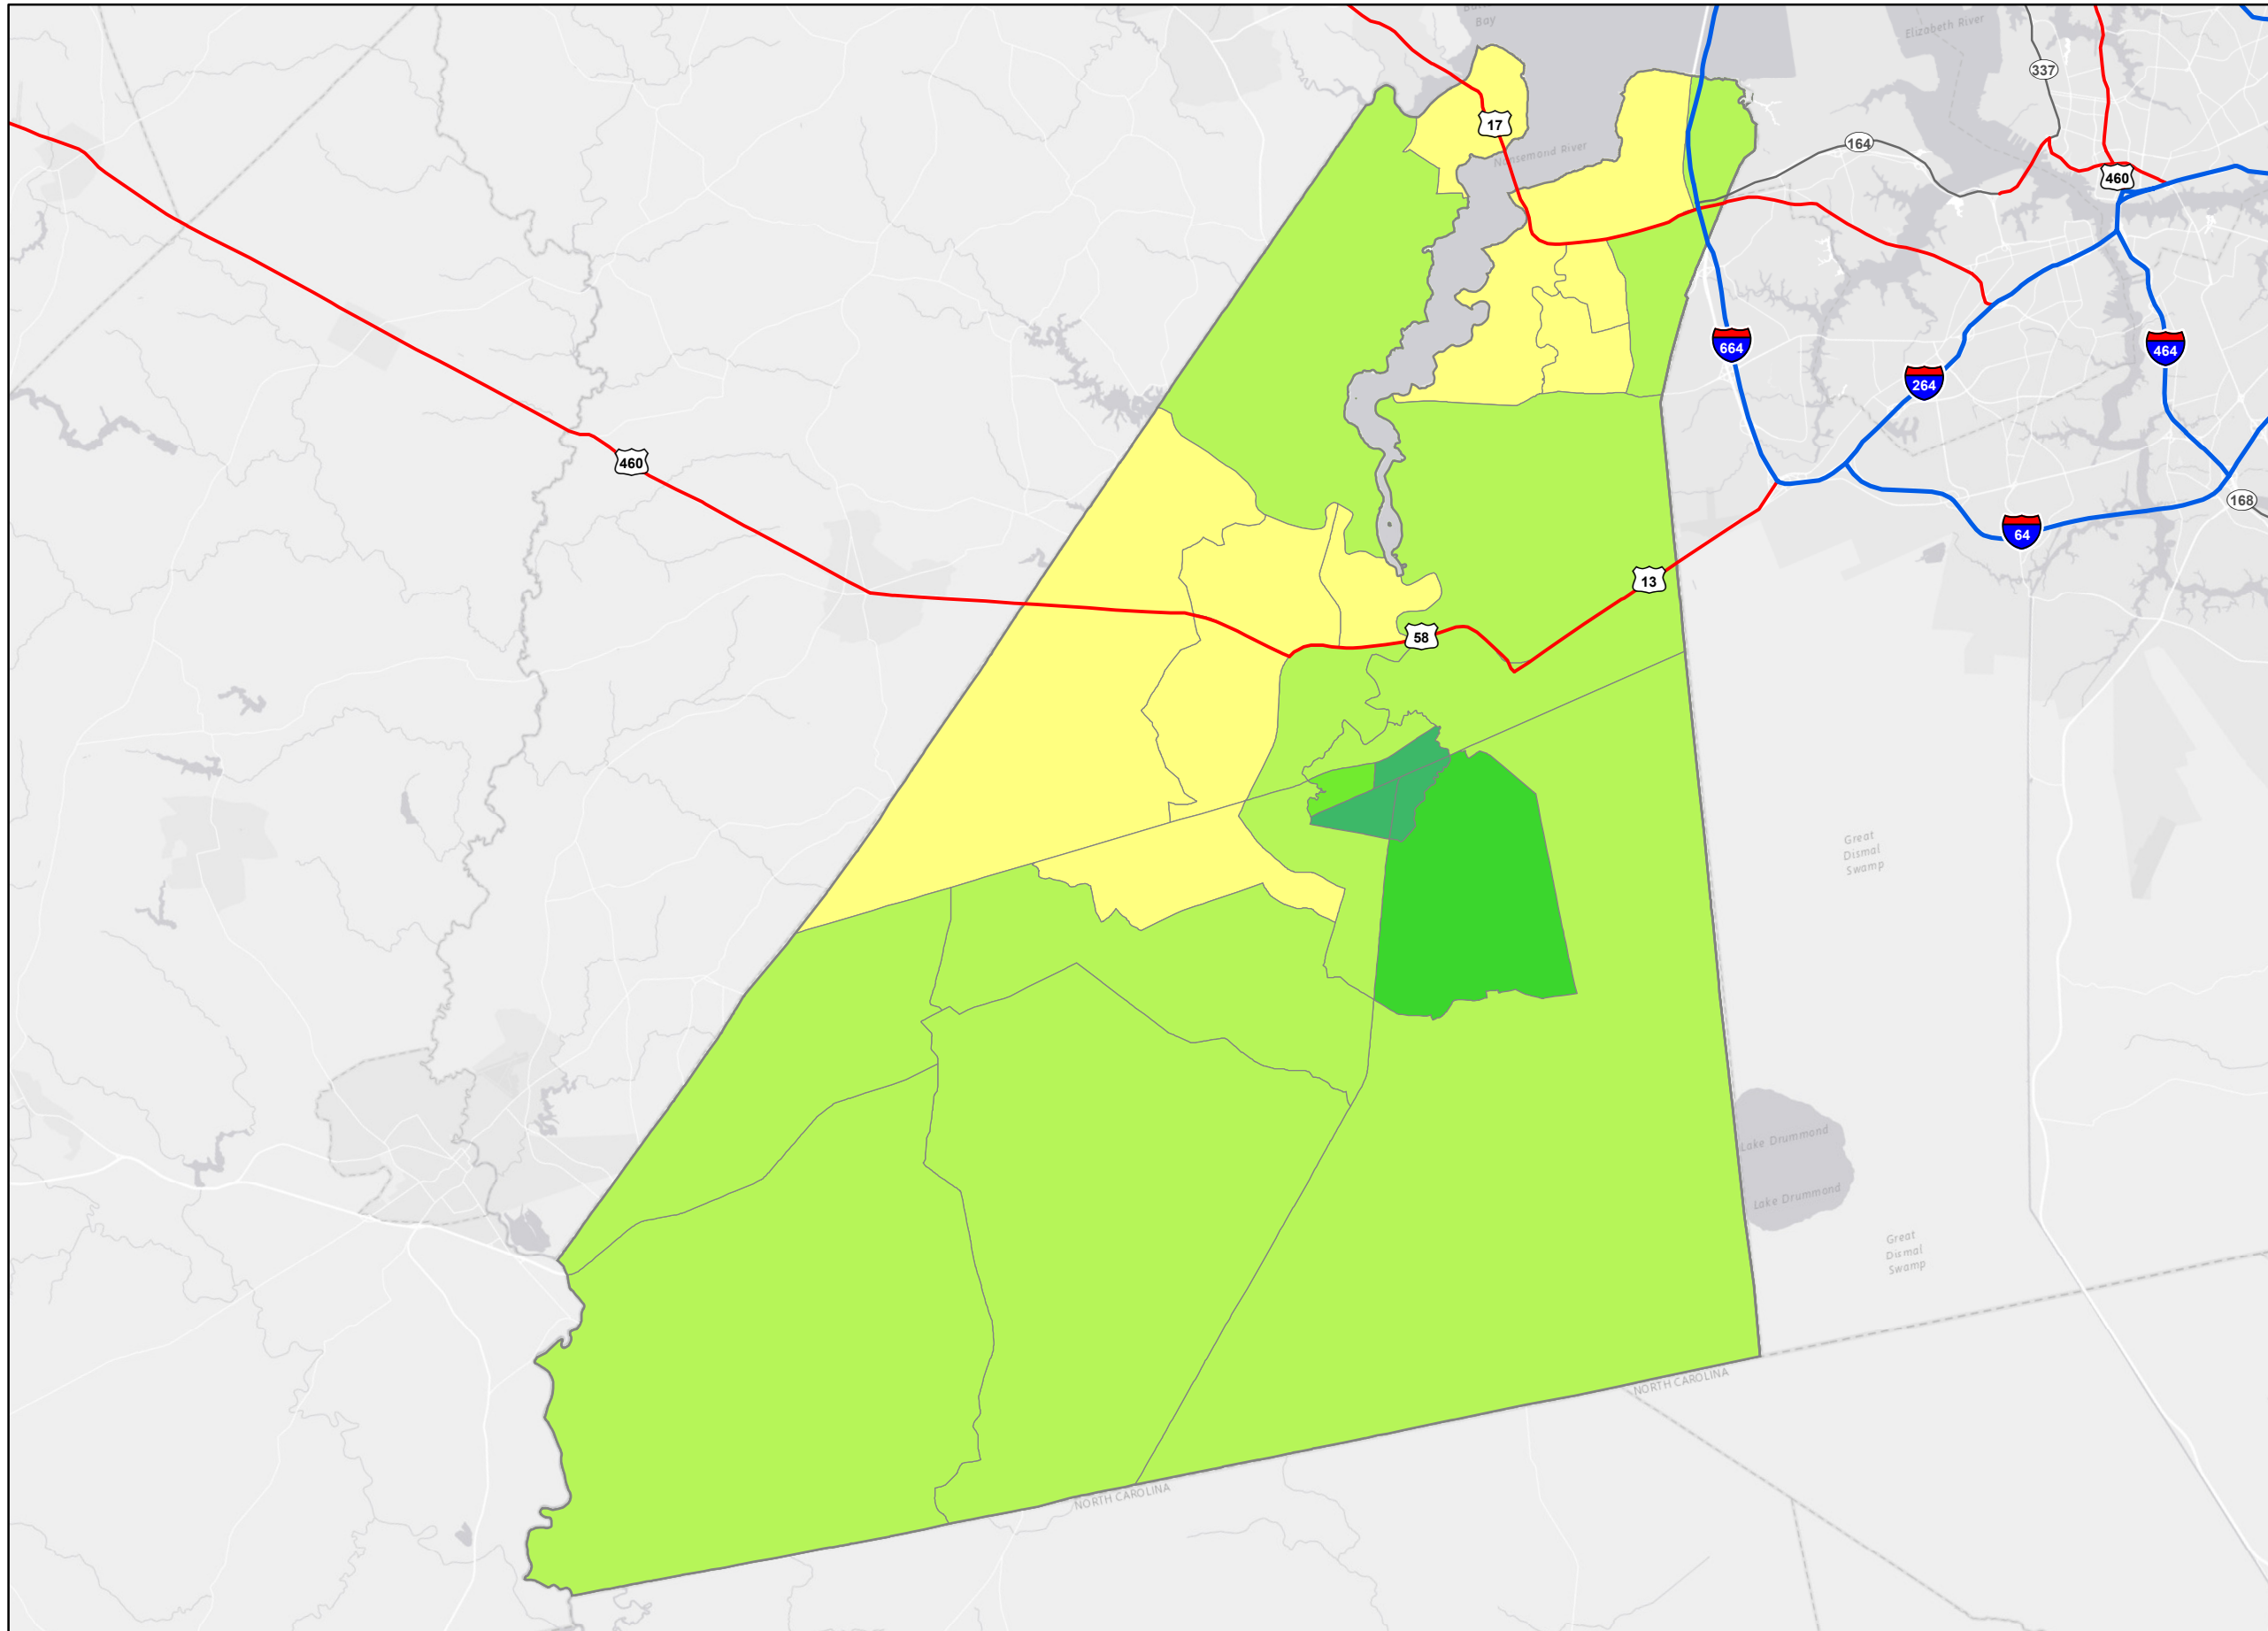 Bay
Elizabeth River
337
17
164
Nansemond River
460
664
464
264
460
168
64
13
58
Great
Dismal
Swamp
Lake Drummond
Lake Drummond
Great
Dismal
Swamp
NORTH CAROLINA
NORTH CAROLINA